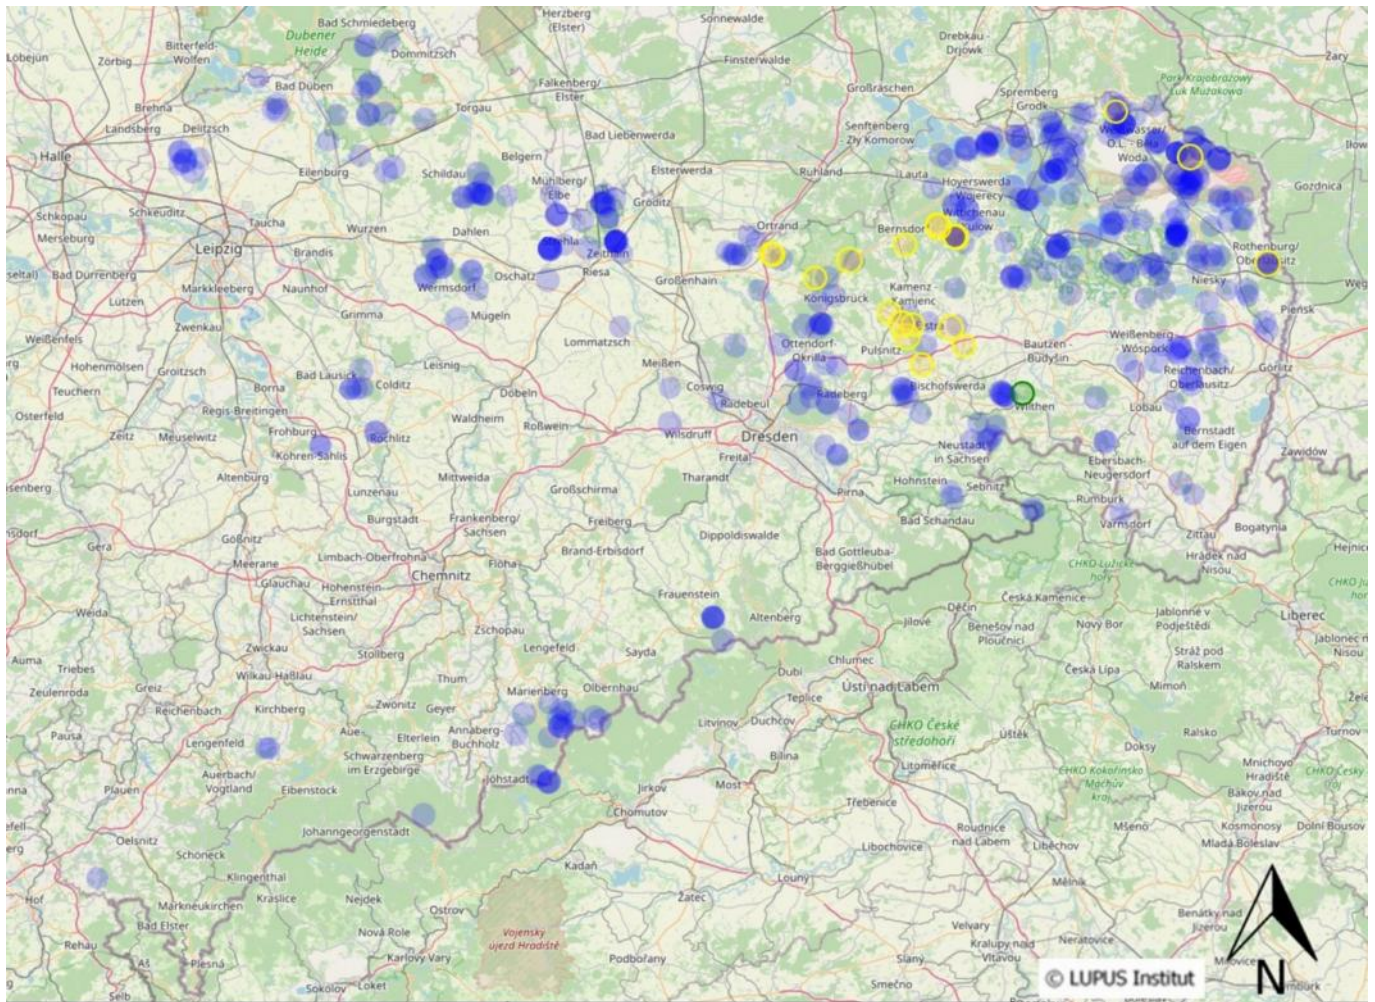 Bad Schmiedeberg
Herzberg
(Elster)
Sonnewalde
Dubener
Heide
Bitterfeld-
Wolfen
Dommitzsch
Drebkau -
Drjowk
Zörbig
Finsterwalde
Żary
Park Krajobrazowy
Łuk Mużakowa
Bad Düben
Falkenberg/
Elster
Großräschen
Spremberg
Grodk
Brehna
Torgau
Landsberg
Delitzsch
Bad Liebenwerda
Senftenberg
- Zły Komorow
O.L. - Běła
Woda
Halle
Belgern
Elsterwerda
Ruhland
Lauta
Eilenburg
Schildau
Mühlberg/
Elbe
Hoyerswerda
- Wojerecy
Gozdnica
Schkopau
Schkeuditz
Gröditz
Wittichenau
Merseburg
Taucha
Wurzen
Dahlen
Ortrand
Leipzig
Brandis
Zeithain
Rothenburg/
Bad Dürrenberg
Oschatz
Riesa
Markkleeberg
Naunhof
Wermsdorf
Großenhain
Niesky
Lützen
Kamenz -
Kamjenc
Königsbrück
Grimma
Mügeln
Pieńsk
Zwenkau
Weißenfels
Lommatzsch
Ottendorf-
Okrilla
Pulsnitz
Bautzen -
Budyšin
Weißenberg
- Wóspork
Hohenmölsen
Groitzsch
Leisnig
Meißen
Reichenbach/
Oberlausitz
Görlitz
Teuchern
Borna
Bad Lausick
Colditz
Döbeln
Coswig
Radebeul
Radeberg
Bischofswerda
Osterfeld
Regis-Breitingen
Waldheim
Wilthen
Löbau
Zeitz
Meuselwitz
Frohburg
Rochlitz
Roßwein
Wilsdruff
Dresden
Neustadt
in Sachsen
Bernstadt
auf dem Eigen
Kohren-Sahlis
Freital
Zawidów
Altenburg
Mittweida
Tharandt
Ebersbach-
Neugersdorf
Lunzenau
Großschirma
Pirna
Hohnstein
Sebnitz
Rumburk
Burgstädt
Frankenberg/
Sachsen
Freiberg
Bad Schandau
Varnsdorf
Bogatynia
Gößnitz
Dippoldiswalde
Zittau
Gera
Limbach-Oberfrohna
Brand-Erbisdorf
Bad Gottleuba-
Berggießhübel
Hrádek nad
Nisou
Meerane
Chemnitz
Flöha
CHKO Lužické
hory
Glauchau
Hohenstein-
Ernstthal
Frauenstein
Česká Kamenice
Weida
Lichtenstein/
Sachsen
Altenberg
Děčín
Jablonné v
Podještědí
Liberec
Zschopau
Jílové
Benešov nad
Ploučnicí
Nový Bor
Zwickau
Stollberg
Lengefeld
Sayda
Stráž pod
Ralskem
Auma
Triebes
Wilkau-Haßlau
Dubí
Chlumec
Česká Lípa
Zeulenroda
Greiz
Thum
Marienberg
Olbernhau
Teplice
Ústí nad Labem
Mimoň
Reichenbach
Kirchberg
Zwönitz
Geyer
Litvínov
Duchcov
CHKO České
středohoří
Pausa
Aue
Elterlein
Annaberg-
Buchholz
Úštěk
Ralsko
Turnov
Lengenfeld
Bílina
Doksy
Schwarzenberg
im Erzgebirge
Litoměřice
Mnichovo
Hradiště
Auerbach/
Vogtland
Jöhstadt
Most
CHKO Kokořínsko
- Máchův
kraj
Plauen
Eibenstock
Jirkov
Třebenice
Bakov nad
Jizerou
Chomutov
Johanngeorgenstadt
Roudnice
nad Labem
Mšeno
Kosmonosy
Dolní Bousov
Oelsnitz
Libochovice
Liběchov
Mladá Boleslav
Schöneck
Kadaň
Klingenthal
Louny
Mělník
Hof
Markneukirchen
Kraslice
Nejdek
Žatec
Ostrov
Benátky nad
Jizerou
Bad Elster
Velvary
Rehau
Nová Role
Vojenský
újezd Hradiště
Kralupy nad
Vltavou
Neratovice
Aš
Plesná
Karlovy Vary
Podbořany
Slaný
Selb
Sokolov
Loket
Smečno
© LUPUS Institut
N